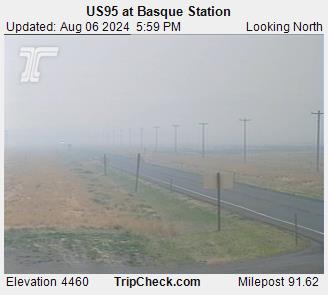 US95 at Basque Station
Updated: Aug 06 2024 5:59 PM Looking North
Elevation 4460 TripCheck.com Milepost 91.62